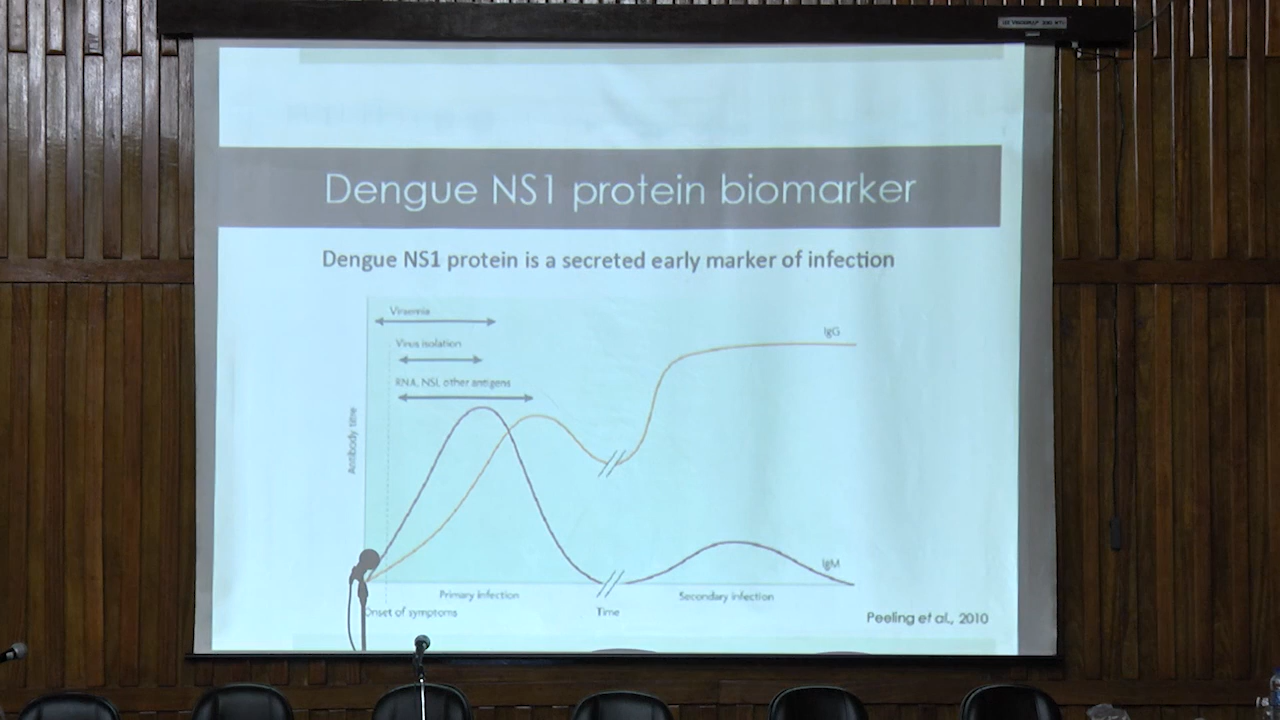 Dengue NS1 protein biomarker
Dengue NS1 protein is a secreted early marker of infection
Viraemia
Virus isolation
RNA, NSI, other antigens
IgG
Antibody titre
IgM
Primary infection
Secondary infection
Onset of symptoms
Time
Peeling et al., 2010